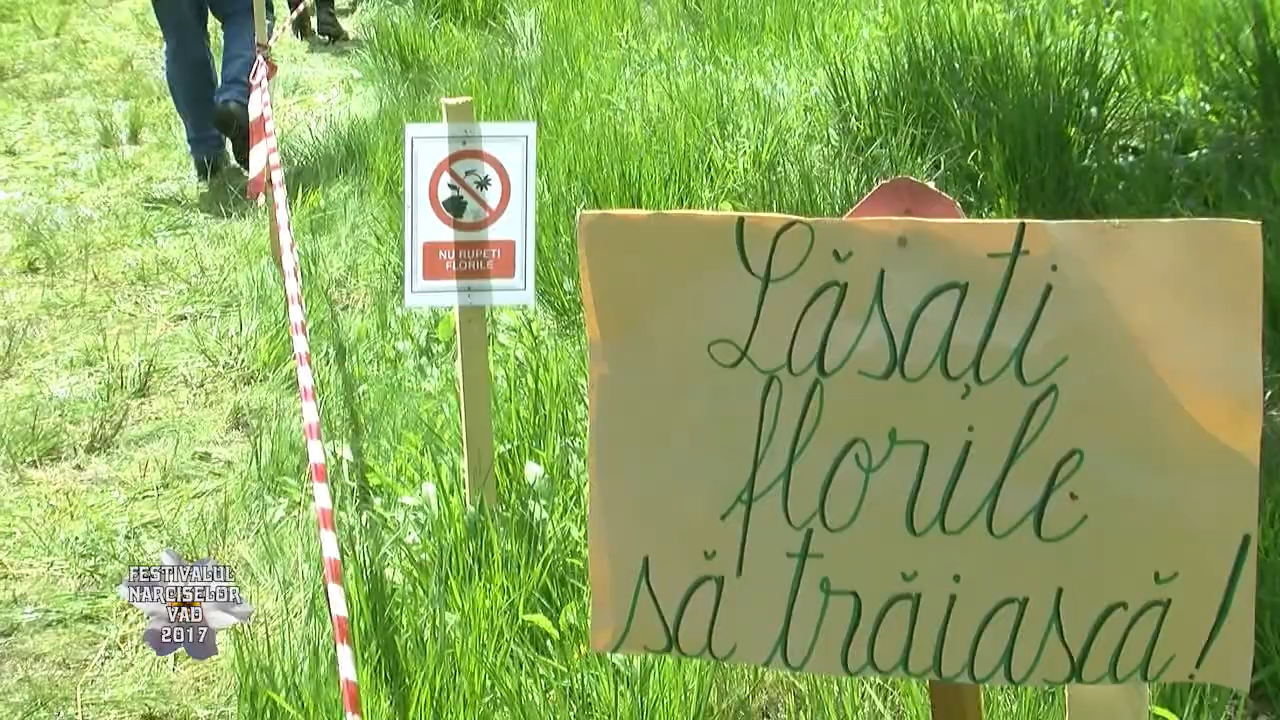 NU RUPEȚI
FLORILE
Lăsați
florile
să trăiască!
FESTIVALUL
NARCISELOR
VAD
2017